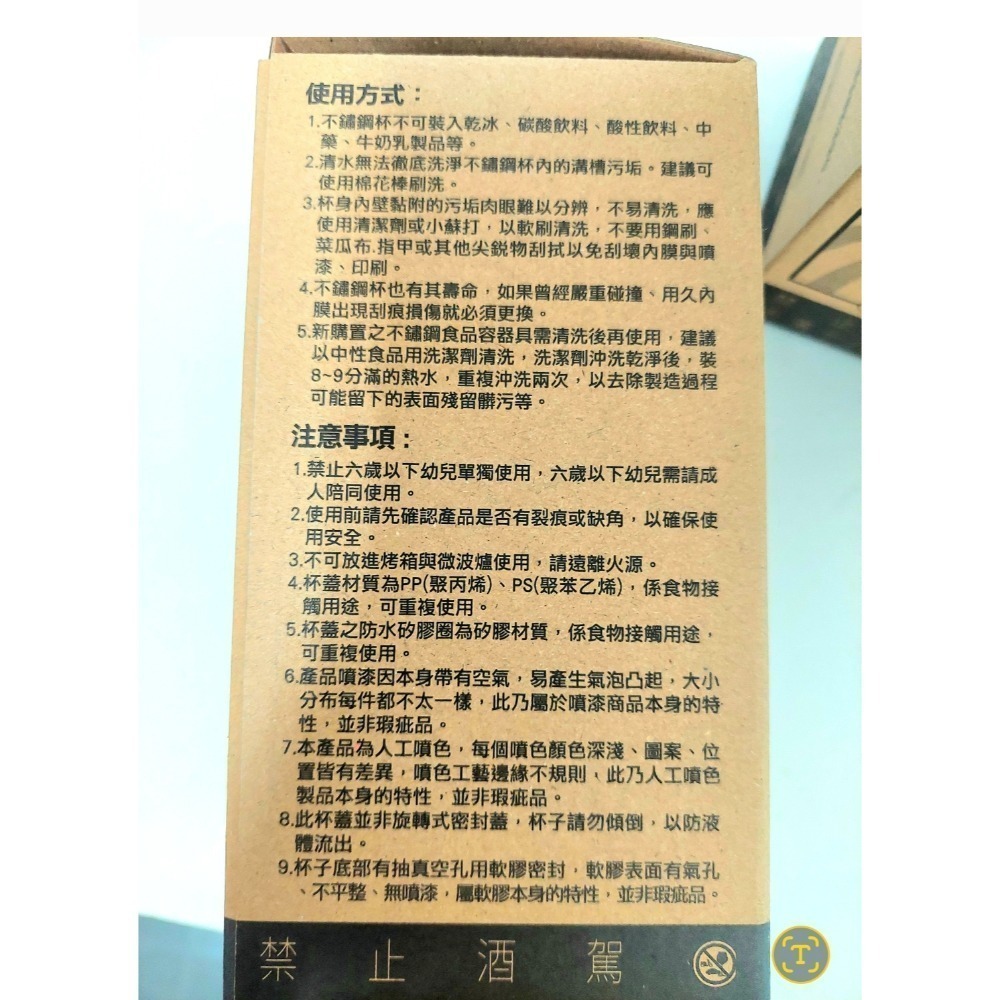 使用方式：
1.不鏽鋼杯不可裝入乾冰、碳酸飲料、酸性飲料、中
藥、牛奶乳製品等。
2.清水無法徹底洗淨不鏽鋼杯內的溝槽污垢。建議可
使用棉花棒刷洗。
3.杯身內壁黏附的污垢肉眼難以分辨，不易清洗，應
使用清潔劑或小蘇打，以軟刷清洗，不要用鋼刷、
菜瓜布.指甲或其他尖銳物刮拭以免刮壞內膜與噴
漆、印刷。
4.不鏽鋼杯也有其壽命，如果曾經嚴重碰撞、用久內
膜出現刮痕損傷就必須更換。
5.新購置之不鏽鋼食品容器具需清洗後再使用，建議
以中性食品用洗潔劑清洗，洗潔劑沖洗乾淨後，裝
8~9分滿的熱水，重複沖洗兩次，以去除製造過程
可能留下的表面殘留髒污等。
注意事項：
1.禁止六歲以下幼兒單獨使用，六歲以下幼兒需請成
人陪同使用。
2.使用前請先確認產品是否有裂痕或缺角，以確保使
用安全。
3.不可放進烤箱與微波爐使用，請遠離火源。
4.杯蓋材質為PP(聚丙烯)、PS(聚苯乙烯)，係食物接
觸用途，可重複使用。
5.杯蓋之防水矽膠圈為矽膠材質，係食物接觸用途，
可重複使用。
6.產品噴漆因本身帶有空氣，易產生氣泡凸起，大小
分布每件都不太一樣，此乃屬於噴漆商品本身的特
性，並非瑕疵品。
7.本產品為人工噴色，每個噴色顏色深淺、圖案、位
置皆有差異，噴色工藝邊緣不規則、此乃人工噴色
製品本身的特性，並非瑕疵品。
8.此杯蓋並非旋轉式密封蓋，杯子請勿傾倒，以防液
體流出。
9.杯子底部有抽真空孔用軟膠密封，軟膠表面有氣孔
、不平整、無噴漆，屬軟膠本身的特性，並非瑕疵品。
禁止酒駕
T